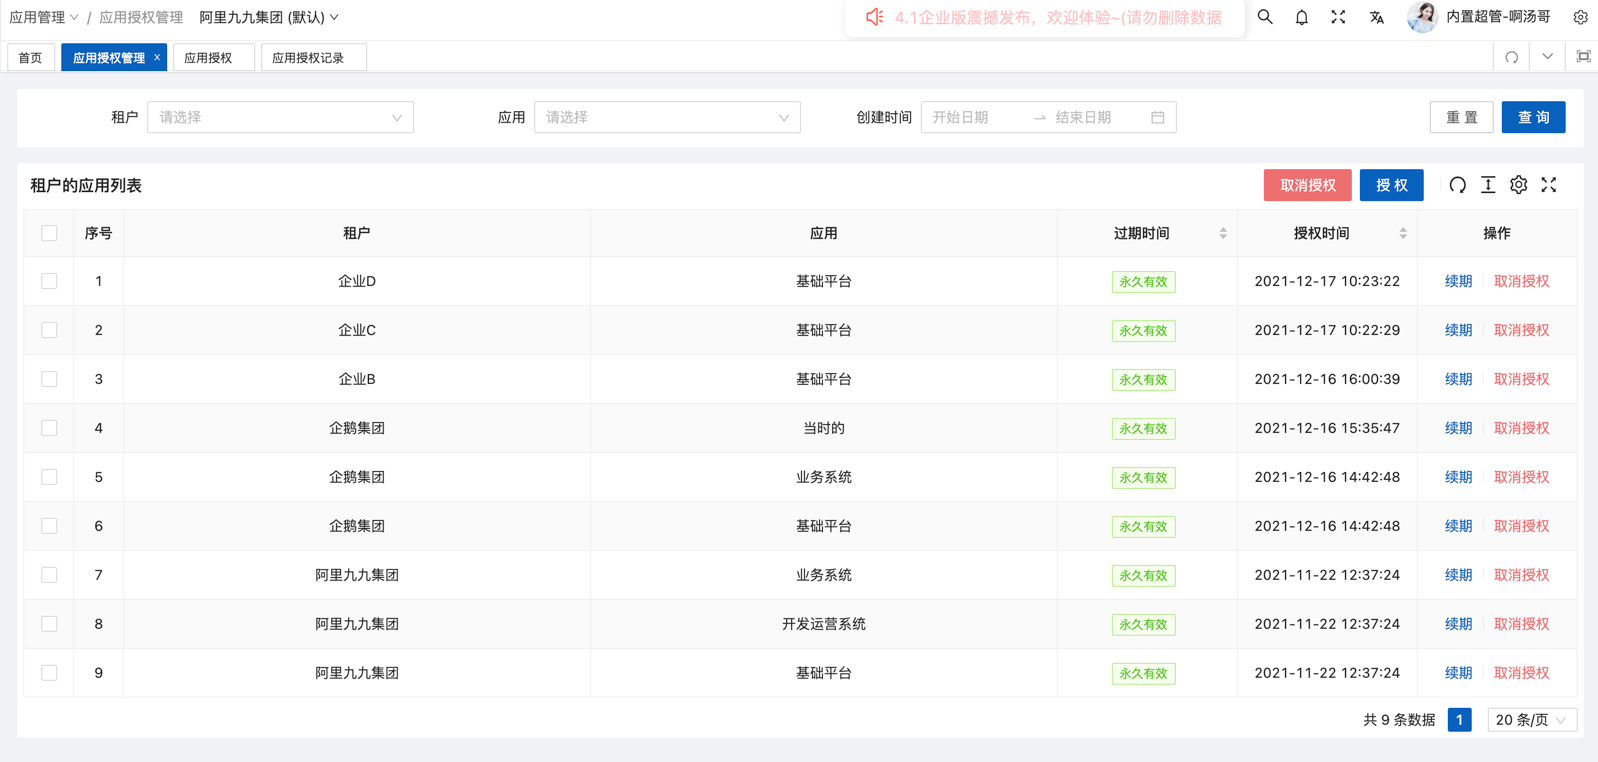 应用管理 / 应用授权管理 阿里九九集团 (默认) 4.1企业版震撼发布，欢迎体验~(请勿删除数据 内置超管-啊汤哥
首页 应用授权管理 × 应用授权 应用授权记录
租户 请选择 应用 请选择 创建时间 开始日期 → 结束日期 重 置 查 询
租户的应用列表 取消授权 授 权
序号 租户 应用 过期时间 授权时间 操作
1 企业D 基础平台 永久有效 2021-12-17 10:23:22 续期 取消授权
2 企业C 基础平台 永久有效 2021-12-17 10:22:29 续期 取消授权
3 企业B 基础平台 永久有效 2021-12-16 16:00:39 续期 取消授权
4 企鹅集团 当时的 永久有效 2021-12-16 15:35:47 续期 取消授权
5 企鹅集团 业务系统 永久有效 2021-12-16 14:42:48 续期 取消授权
6 企鹅集团 基础平台 永久有效 2021-12-16 14:42:48 续期 取消授权
7 阿里九九集团 业务系统 永久有效 2021-11-22 12:37:24 续期 取消授权
8 阿里九九集团 开发运营系统 永久有效 2021-11-22 12:37:24 续期 取消授权
9 阿里九九集团 基础平台 永久有效 2021-11-22 12:37:24 续期 取消授权
共 9 条数据 1 20 条/页